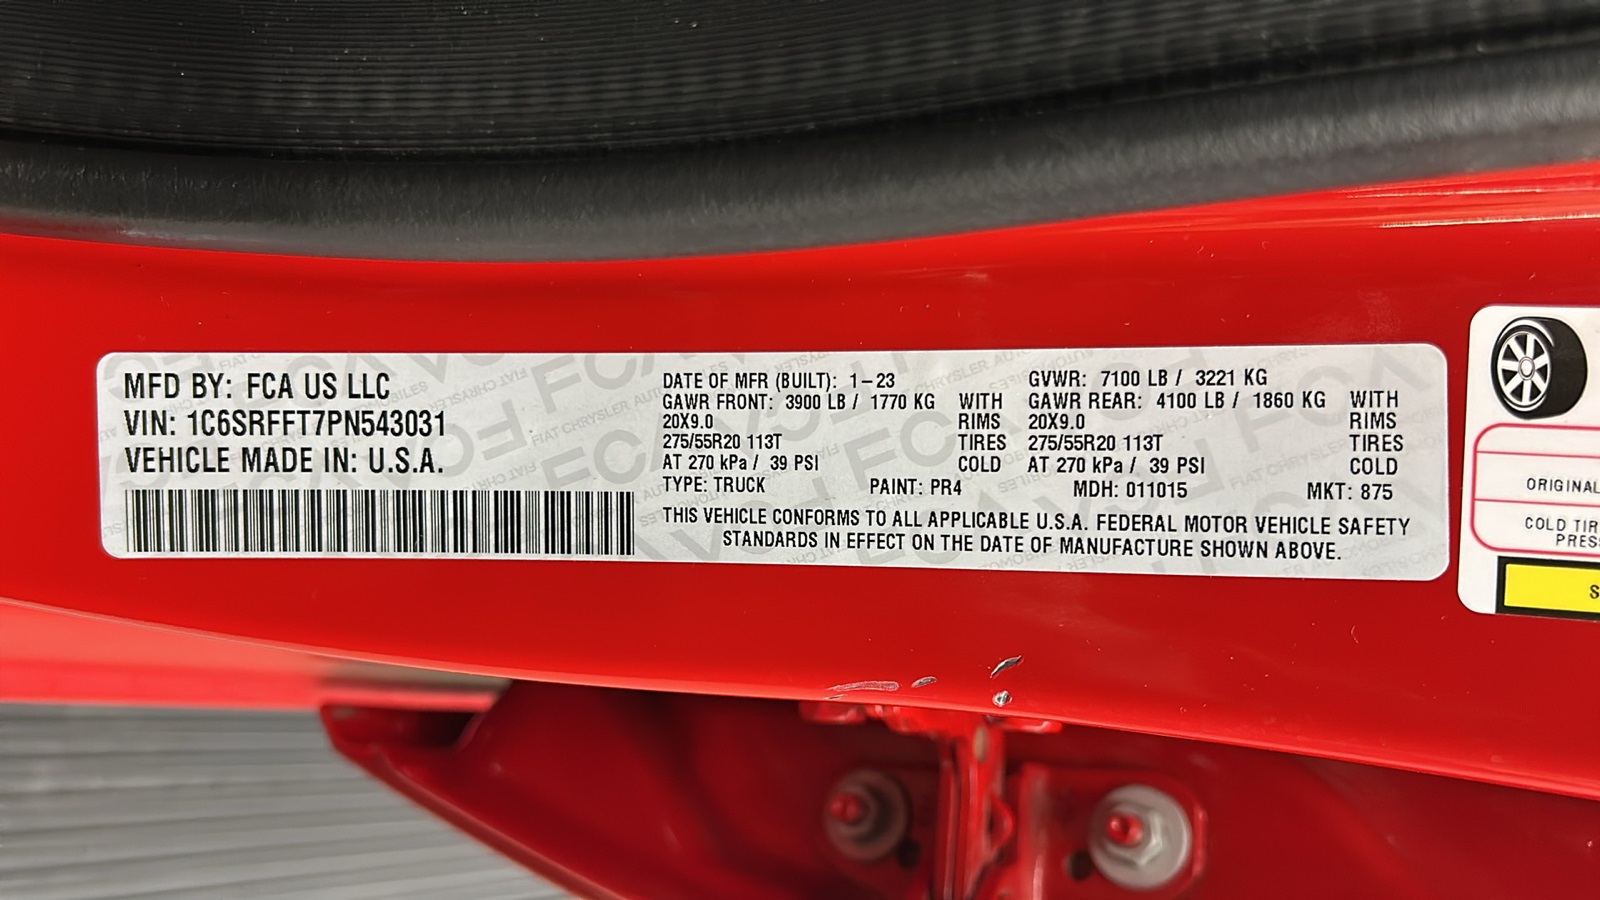 MFD BY: FCA US LLC
VIN: 1C6SRFFT7PN543031
VEHICLE MADE IN: U.S.A.
DATE OF MFR (BUILT): 1-23
GAWR FRONT: 3900 LB / 1770 KG WITH
20X9.0 RIMS
275/55R20 113T TIRES
AT 270 kPa / 39 PSI COLD
GVWR: 7100 LB / 3221 KG
GAWR REAR: 4100 LB / 1860 KG WITH
20X9.0 RIMS
275/55R20 113T TIRES
AT 270 kPa / 39 PSI COLD
TYPE: TRUCK PAINT: PR4 MDH: 011015 MKT: 875
THIS VEHICLE CONFORMS TO ALL APPLICABLE U.S.A. FEDERAL MOTOR VEHICLE SAFETY
STANDARDS IN EFFECT ON THE DATE OF MANUFACTURE SHOWN ABOVE.
ORIGINAL
COLD TIR
PRES
S